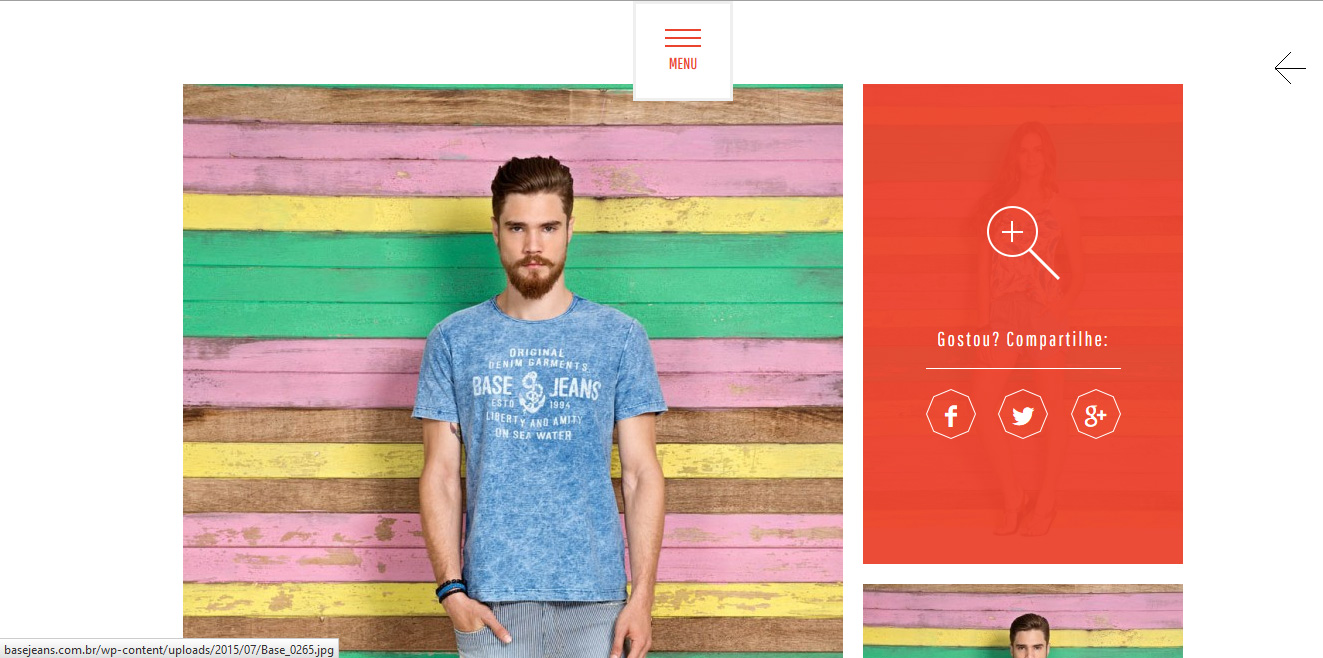 MENU
ORIGINAL
DENIM GARMENTS
BASE JEANS
ESTD 1994
LIBERTY AND AMITY
ON SEA WATER
Gostou? Compartilhe:
f
g+
basejeans.com.br/wp-content/uploads/2015/07/Base_0265.jpg